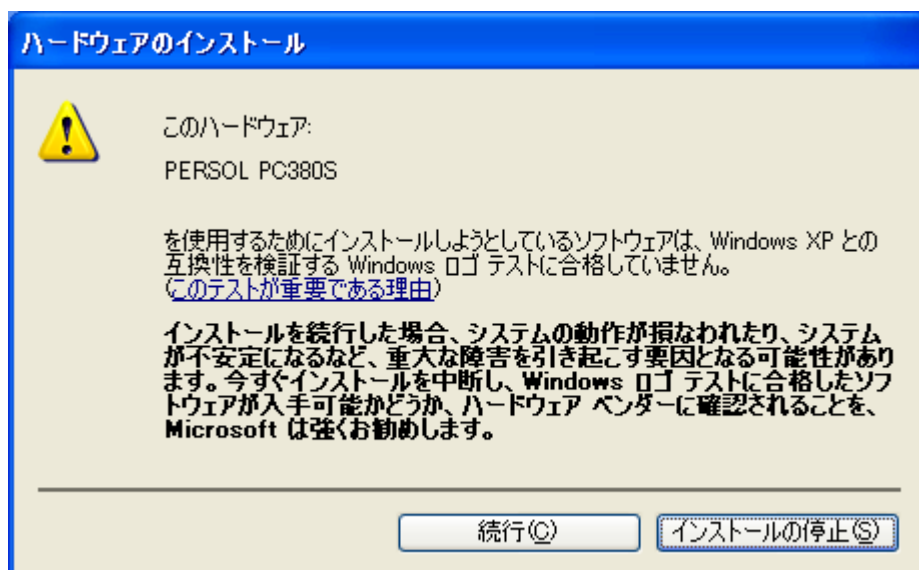 ハードウェアのインストール
このハードウェア:
PERSOL PC380S
を使用するためにインストールしようとしているソフトウェアは、Windows XP との
互換性を検証する Windows ロゴ テストに合格していません。
(このテストが重要である理由)
インストールを続行した場合、システムの動作が損なわれたり、システム
が不安定になるなど、重大な障害を引き起こす要因となる可能性があり
ます。今すぐインストールを中断し、Windows ロゴ テストに合格したソフ
トウェアが入手可能かどうか、ハードウェア ベンダーに確認されることを、
Microsoft は強くお勧めします。
続行(C)
インストールの停止(S)